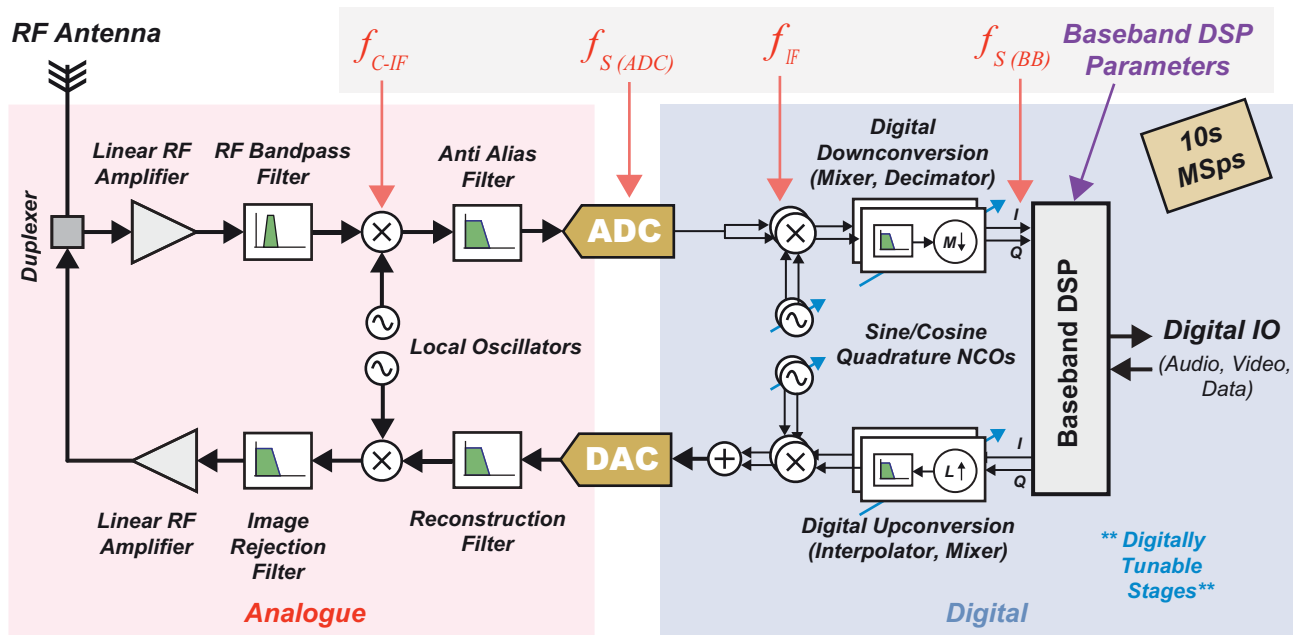 RF Antenna
f C-IF
f S (ADC)
f IF
f S (BB)
Baseband DSP
Parameters
10s
MSps
Linear RF
Amplifier
RF Bandpass
Filter
Anti Alias
Filter
Digital
Downconversion
(Mixer, Decimator)
Duplexer
ADC
M↓
I
Q
Baseband DSP
Local Oscillators
Sine/Cosine
Quadrature NCOs
Digital IO
(Audio, Video,
Data)
DAC
L↑
I
Q
Linear RF
Amplifier
Image
Rejection
Filter
Reconstruction
Filter
Digital Upconversion
(Interpolator, Mixer)
** Digitally
Tunable
Stages**
Analogue
Digital